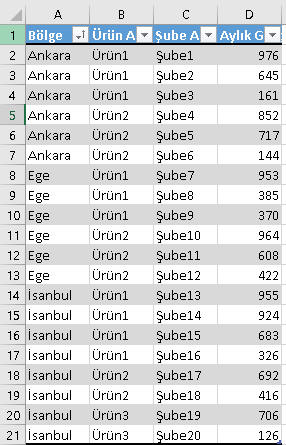 A B C D
1 Bölge Ürün A Şube A Aylık G
2 Ankara Ürün1 Şube1 976
3 Ankara Ürün1 Şube2 645
4 Ankara Ürün1 Şube3 161
5 Ankara Ürün2 Şube4 852
6 Ankara Ürün2 Şube5 717
7 Ankara Ürün2 Şube6 144
8 Ege Ürün1 Şube7 953
9 Ege Ürün1 Şube8 385
10 Ege Ürün1 Şube9 370
11 Ege Ürün2 Şube10 964
12 Ege Ürün2 Şube11 608
13 Ege Ürün2 Şube12 422
14 İsanbul Ürün1 Şube13 955
15 İsanbul Ürün1 Şube14 924
16 İsanbul Ürün1 Şube15 683
17 İsanbul Ürün1 Şube16 326
18 İsanbul Ürün2 Şube17 692
19 İsanbul Ürün2 Şube18 416
20 İsanbul Ürün3 Şube19 706
21 İsanbul Ürün3 Şube20 126